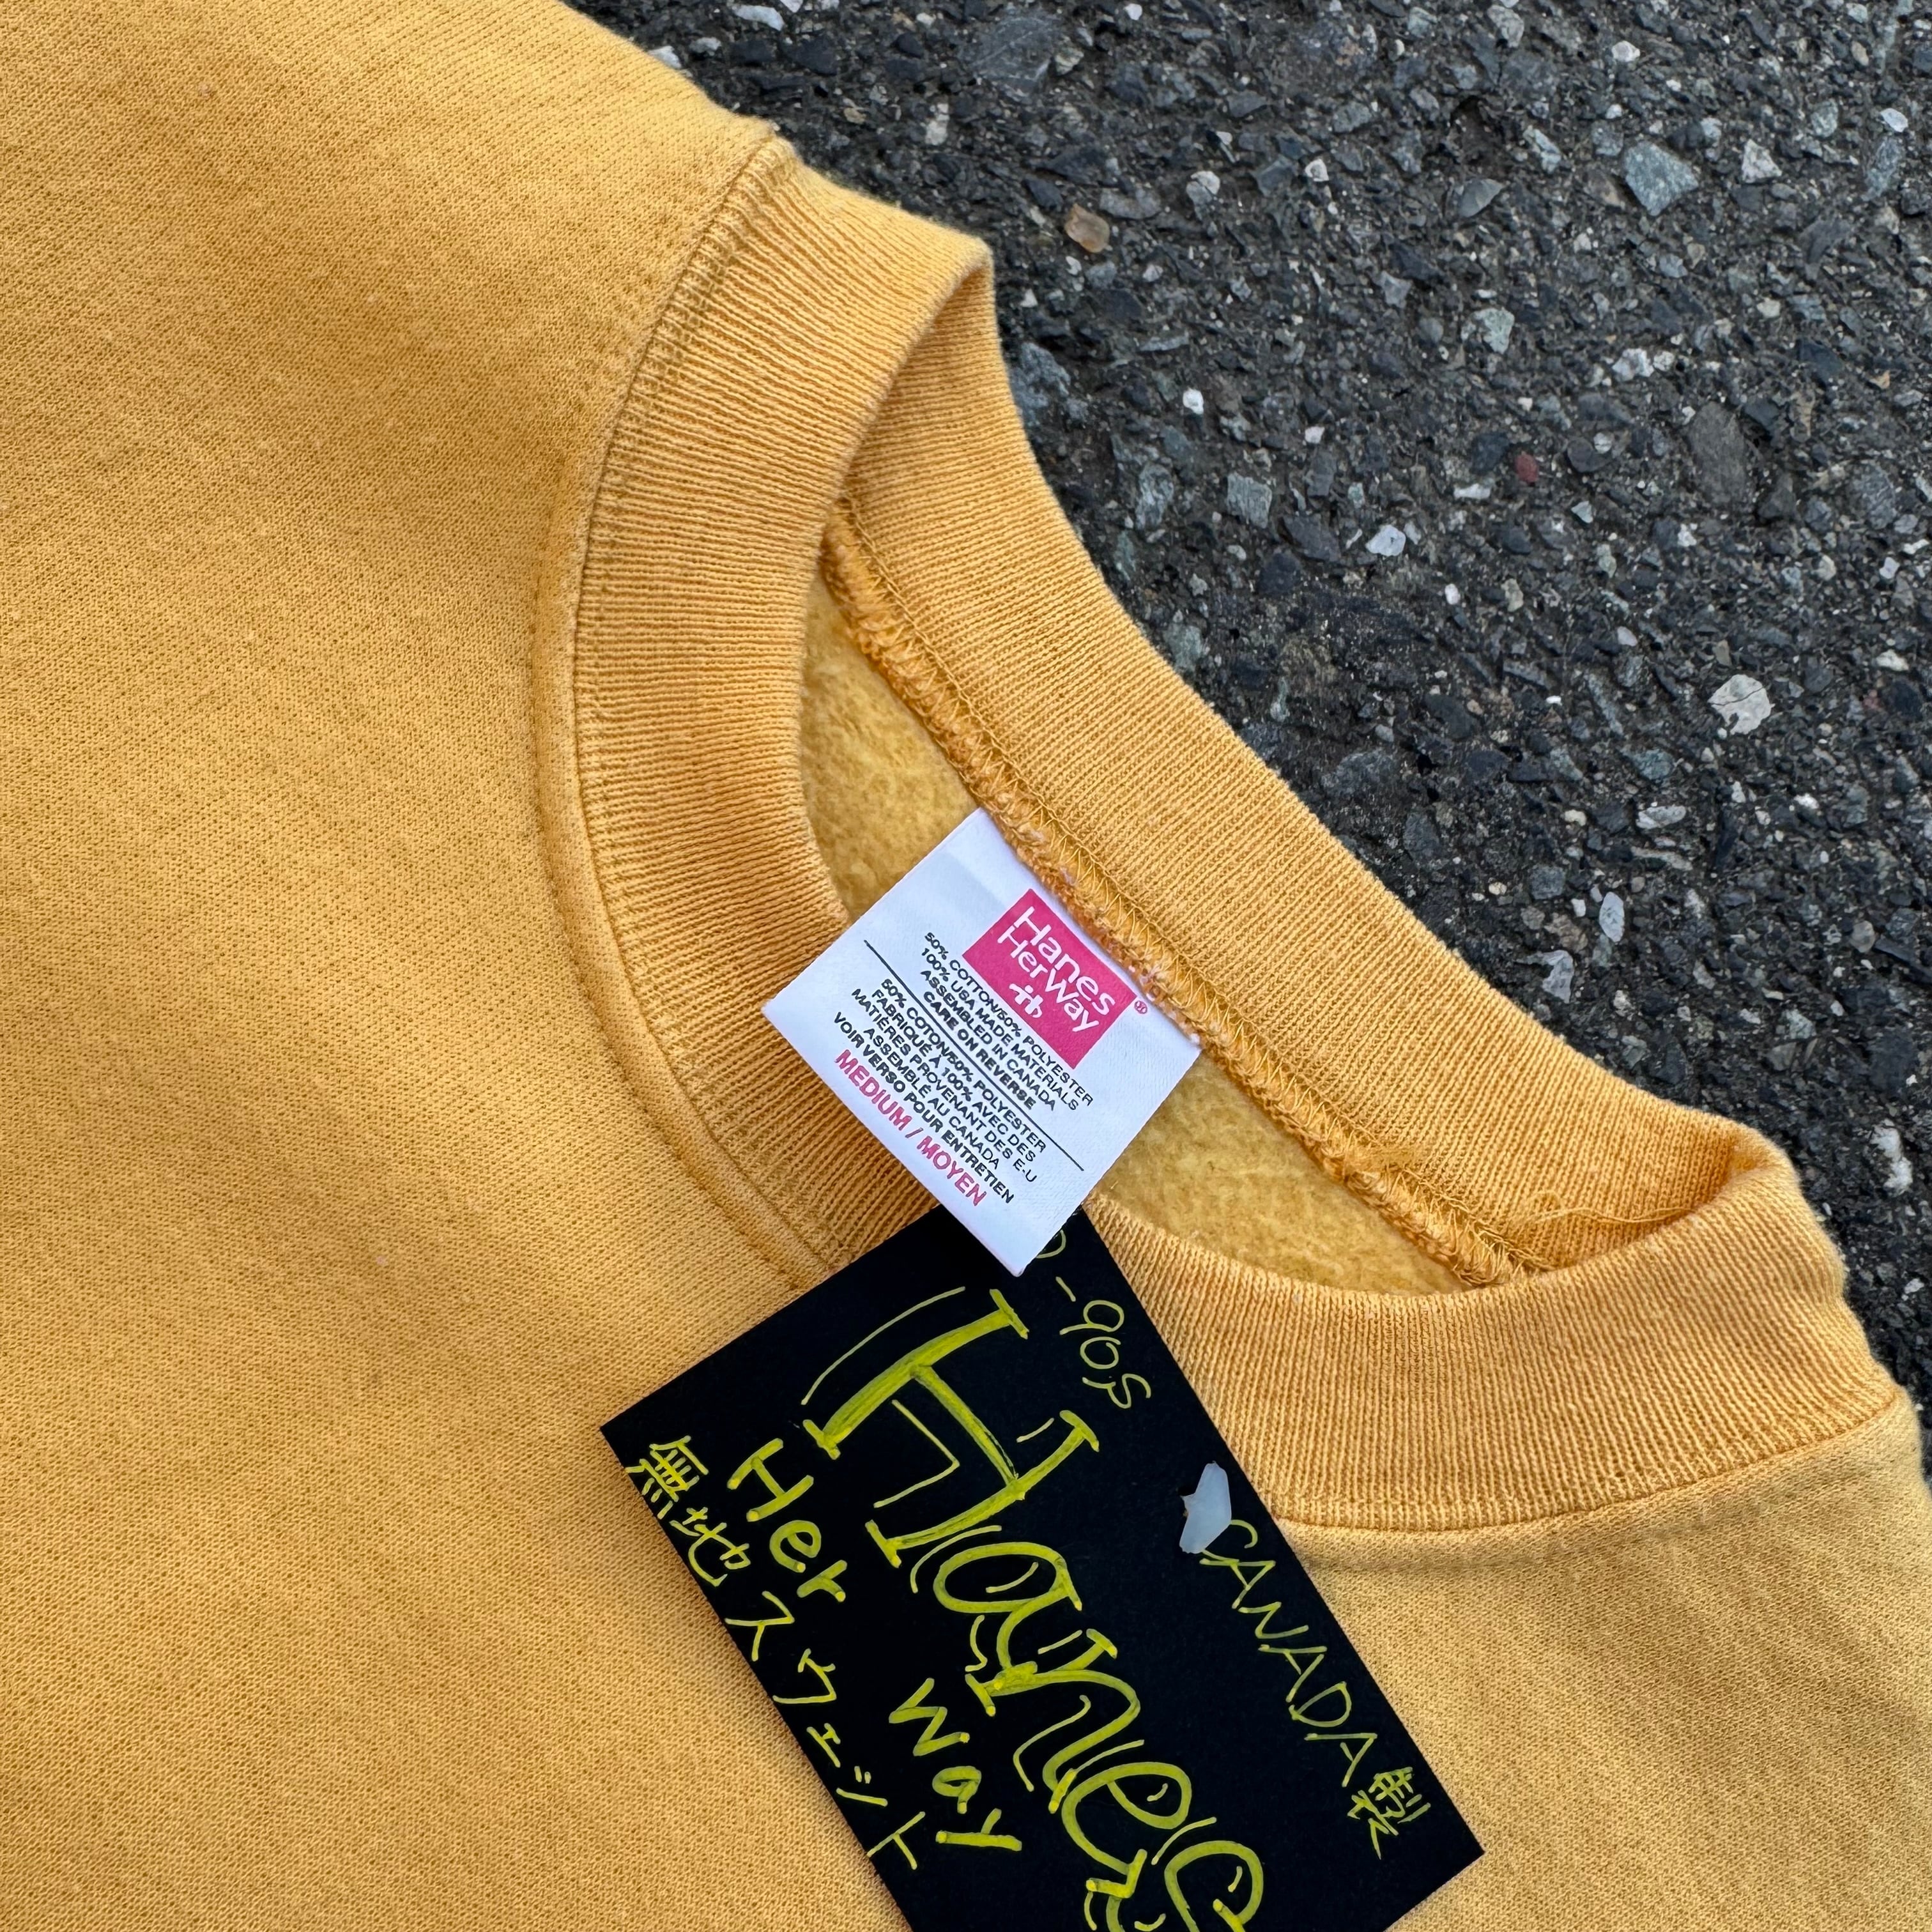 Hanes
HerWay
50% COTTON/50% POLYESTER
100% USA MADE MATERIALS
ASSEMBLED IN CANADA
CARE ON REVERSE
50% COTON/50% POLYESTER
FABRIQUÉ À 100% AVEC DES
MATIÈRES PROVENANT DES É-U
ASSEMBLÉ AU CANADA
VOIR VERSO POUR ENTRETIEN
MEDIUM / MOYEN
-90,S
CANADA製
Hanes
Her Way
無地スウェット